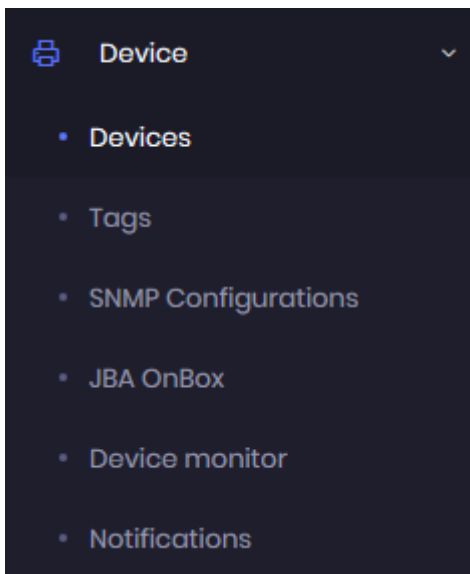 Device
Devices
Tags
SNMP Configurations
JBA OnBox
Device monitor
Notifications